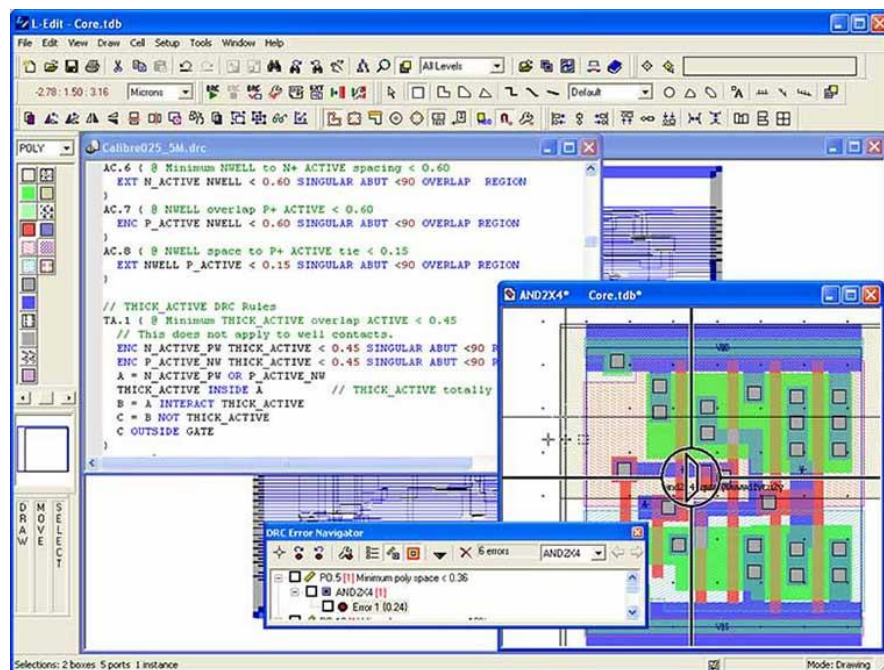 L-Edit - Core.tdb
File Edit View Draw Cell Setup Tools Window Help
All Levels
-2.78 : 1.50 : 3.16 Microns
Default
POLY
Calibre025_5M.drc
AC.6 { @ Minimum NWELL to N+ ACTIVE spacing < 0.60
EXT N_ACTIVE NWELL < 0.60 SINGULAR ABUT <90 OVERLAP REGION
}
AC.7 { @ NWELL overlap P+ ACTIVE < 0.60
ENC P_ACTIVE NWELL < 0.60 SINGULAR ABUT <90 OVERLAP REGION
}
AC.8 { @ NWELL space to P+ ACTIVE tie < 0.15
EXT NWELL P_ACTIVE < 0.15 SINGULAR ABUT <90 OVERLAP REGION
}
// THICK_ACTIVE DRC Rules
TA.1 { @ Minimum THICK_ACTIVE overlap ACTIVE < 0.45
// This does not apply to well contacts.
ENC N_ACTIVE_PW THICK_ACTIVE < 0.45 SINGULAR ABUT <90 R
ENC P_ACTIVE_NW THICK_ACTIVE < 0.45 SINGULAR ABUT <90 R
A = N_ACTIVE_PW OR P_ACTIVE_NW
THICK_ACTIVE INSIDE A // THICK_ACTIVE totally
B = A INTERACT THICK_ACTIVE
C = B NOT THICK_ACTIVE
C OUTSIDE GATE
}
AND2X4* Core.tdb*
DRAW
MOVE
SELECT
DRC Error Navigator
6 errors AND2X4
P0.5 [1] Minimum poly space < 0.36
AND2X4 [1]
Error 1 (0.24)
Selections: 2 boxes 5 ports 1 instance
Mode: Drawing